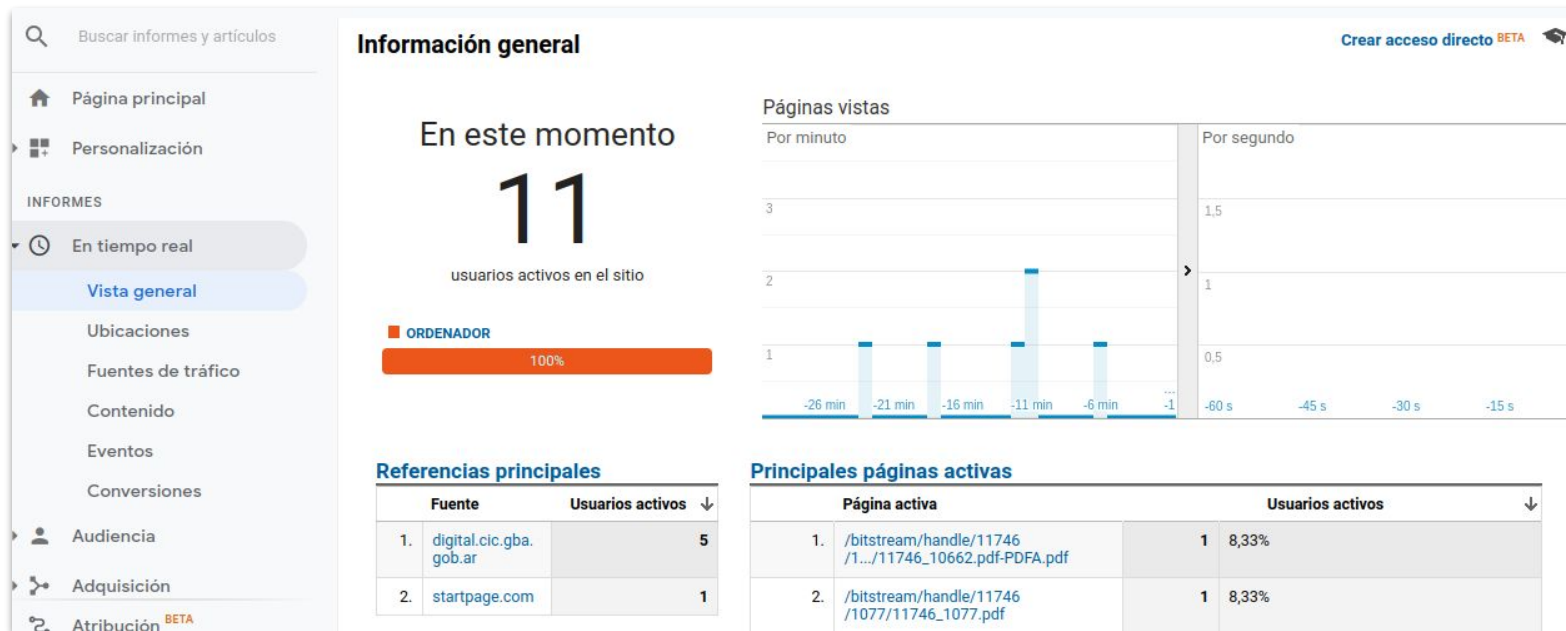 Buscar informes y artículos
Página principal
Personalización
INFORMES
En tiempo real
Vista general
Ubicaciones
Fuentes de tráfico
Contenido
Eventos
Conversiones
Audiencia
Adquisición
Atribución BETA
Información general
Crear acceso directo BETA
En este momento
11
usuarios activos en el sitio
ORDENADOR
100%
Páginas vistas
Por minuto
3
2
1
-26 min -21 min -16 min -11 min -6 min -1
...
Por segundo
1,5
1
0,5
-60 s -45 s -30 s -15 s
Referencias principales
Fuente Usuarios activos
1. digital.cic.gba. 5
gob.ar
2. startpage.com 1
Principales páginas activas
Página activa Usuarios activos
1. /bitstream/handle/11746 1 8,33%
/1.../11746_10662.pdf-PDFA.pdf
2. /bitstream/handle/11746 1 8,33%
/1077/11746_1077.pdf